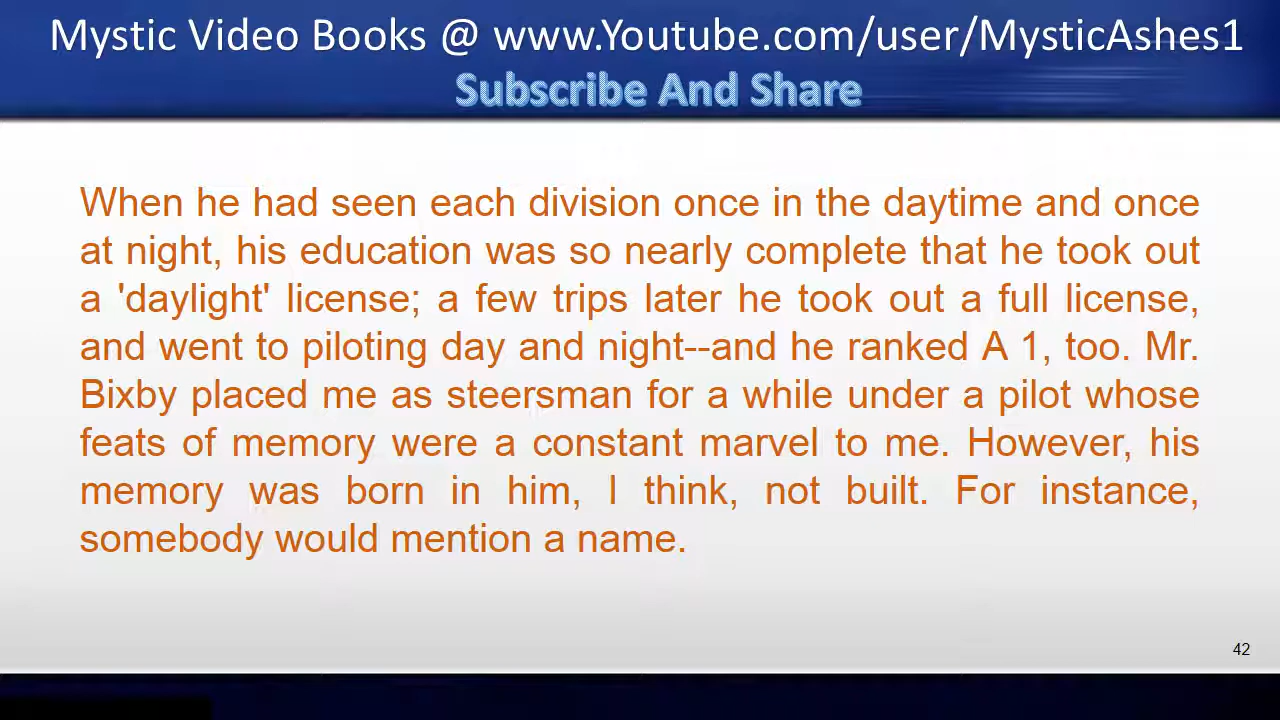 Mystic Video Books @ www.Youtube.com/user/MysticAshes1
Subscribe And Share
When he had seen each division once in the daytime and once
at night, his education was so nearly complete that he took out
a 'daylight' license; a few trips later he took out a full license,
and went to piloting day and night--and he ranked A 1, too. Mr.
Bixby placed me as steersman for a while under a pilot whose
feats of memory were a constant marvel to me. However, his
memory was born in him, I think, not built. For instance,
somebody would mention a name.
42